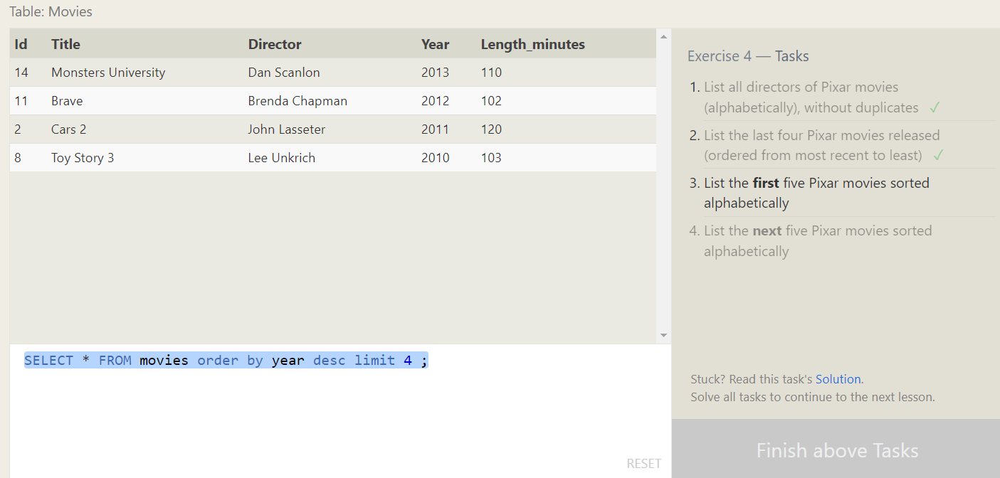 Table: Movies
Id Title Director Year Length_minutes
14 Monsters University Dan Scanlon 2013 110
11 Brave Brenda Chapman 2012 102
2 Cars 2 John Lasseter 2011 120
8 Toy Story 3 Lee Unkrich 2010 103
SELECT * FROM movies order by year desc limit 4 ;
RESET
Exercise 4 — Tasks
1. List all directors of Pixar movies
(alphabetically), without duplicates ✓
2. List the last four Pixar movies released
(ordered from most recent to least) ✓
3. List the first five Pixar movies sorted
alphabetically
4. List the next five Pixar movies sorted
alphabetically
Stuck? Read this task's Solution.
Solve all tasks to continue to the next lesson.
Finish above Tasks